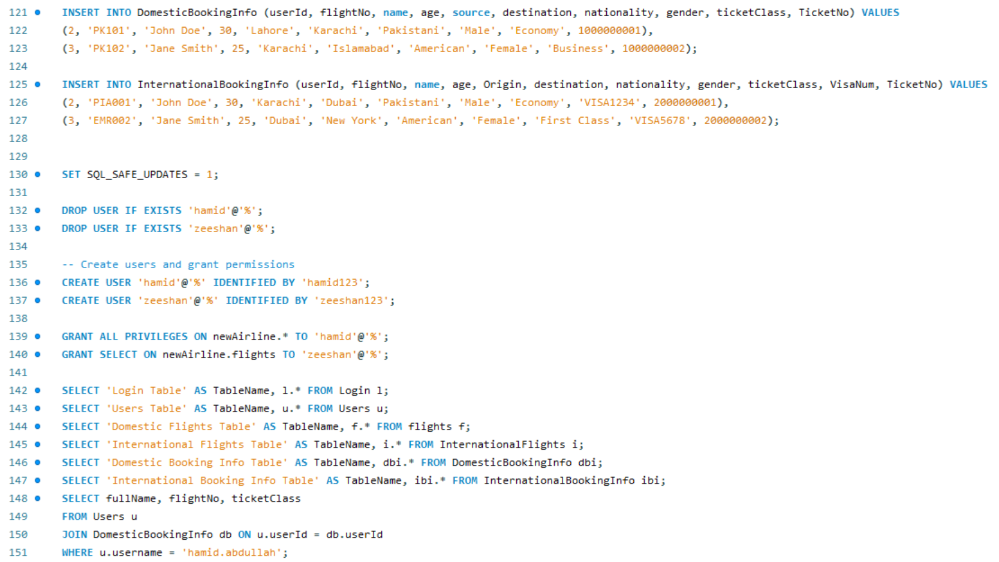 121 INSERT INTO DomesticBookingInfo (userId, flightNo, name, age, source, destination, nationality, gender, ticketClass, TicketNo) VALUES
122 (2, 'PK101', 'John Doe', 30, 'Lahore', 'Karachi', 'Pakistani', 'Male', 'Economy', 1000000001),
123 (3, 'PK102', 'Jane Smith', 25, 'Karachi', 'Islamabad', 'American', 'Female', 'Business', 1000000002);
124
125 INSERT INTO InternationalBookingInfo (userId, flightNo, name, age, Origin, destination, nationality, gender, ticketClass, VisaNum, TicketNo) VALUES
126 (2, 'PIA001', 'John Doe', 30, 'Karachi', 'Dubai', 'Pakistani', 'Male', 'Economy', 'VISA1234', 2000000001),
127 (3, 'EMR002', 'Jane Smith', 25, 'Dubai', 'New York', 'American', 'Female', 'First Class', 'VISA5678', 2000000002);
128
129
130 SET SQL_SAFE_UPDATES = 1;
131
132 DROP USER IF EXISTS 'hamid'@'%';
133 DROP USER IF EXISTS 'zeeshan'@'%';
134
135 -- Create users and grant permissions
136 CREATE USER 'hamid'@'%' IDENTIFIED BY 'hamid123';
137 CREATE USER 'zeeshan'@'%' IDENTIFIED BY 'zeeshan123';
138
139 GRANT ALL PRIVILEGES ON newAirline.* TO 'hamid'@'%';
140 GRANT SELECT ON newAirline.flights TO 'zeeshan'@'%';
141
142 SELECT 'Login Table' AS TableName, l.* FROM Login l;
143 SELECT 'Users Table' AS TableName, u.* FROM Users u;
144 SELECT 'Domestic Flights Table' AS TableName, f.* FROM flights f;
145 SELECT 'International Flights Table' AS TableName, i.* FROM InternationalFlights i;
146 SELECT 'Domestic Booking Info Table' AS TableName, dbi.* FROM DomesticBookingInfo dbi;
147 SELECT 'International Booking Info Table' AS TableName, ibi.* FROM InternationalBookingInfo ibi;
148 SELECT fullName, flightNo, ticketClass
149 FROM Users u
150 JOIN DomesticBookingInfo db ON u.userId = db.userId
151 WHERE u.username = 'hamid.abdullah';